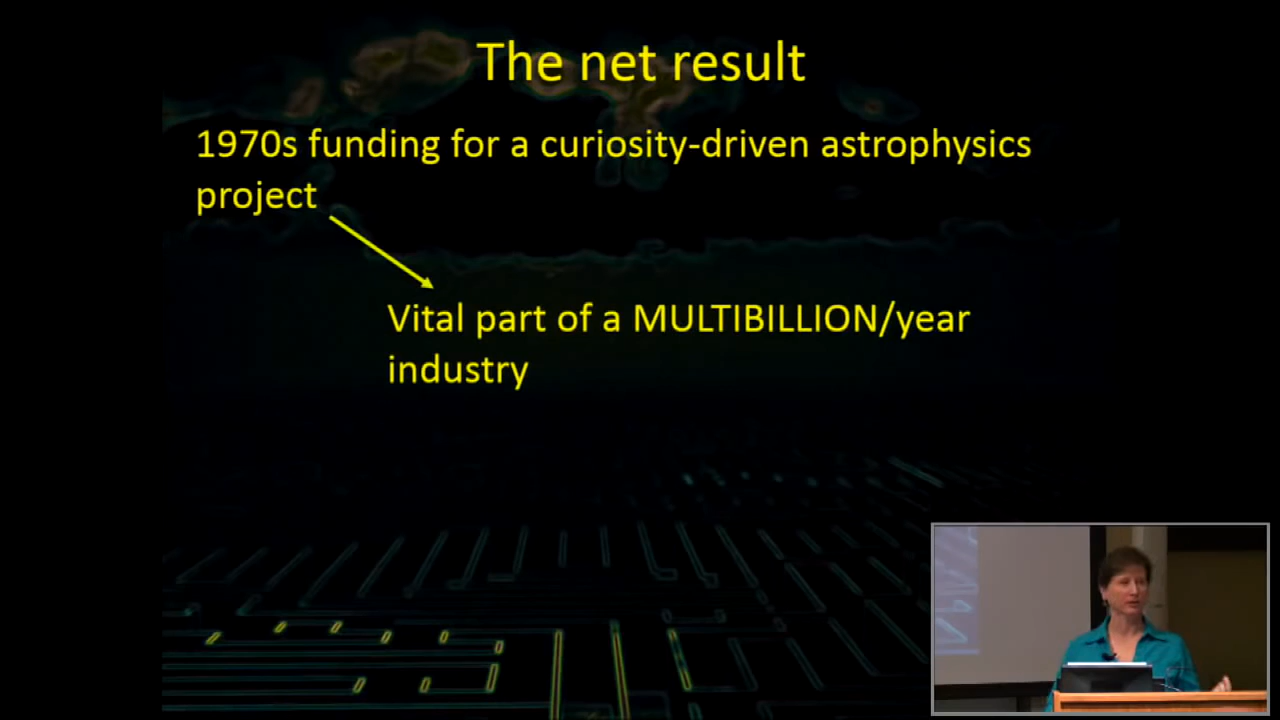 The net result
1970s funding for a curiosity-driven astrophysics
project
Vital part of a MULTIBILLION/year
industry